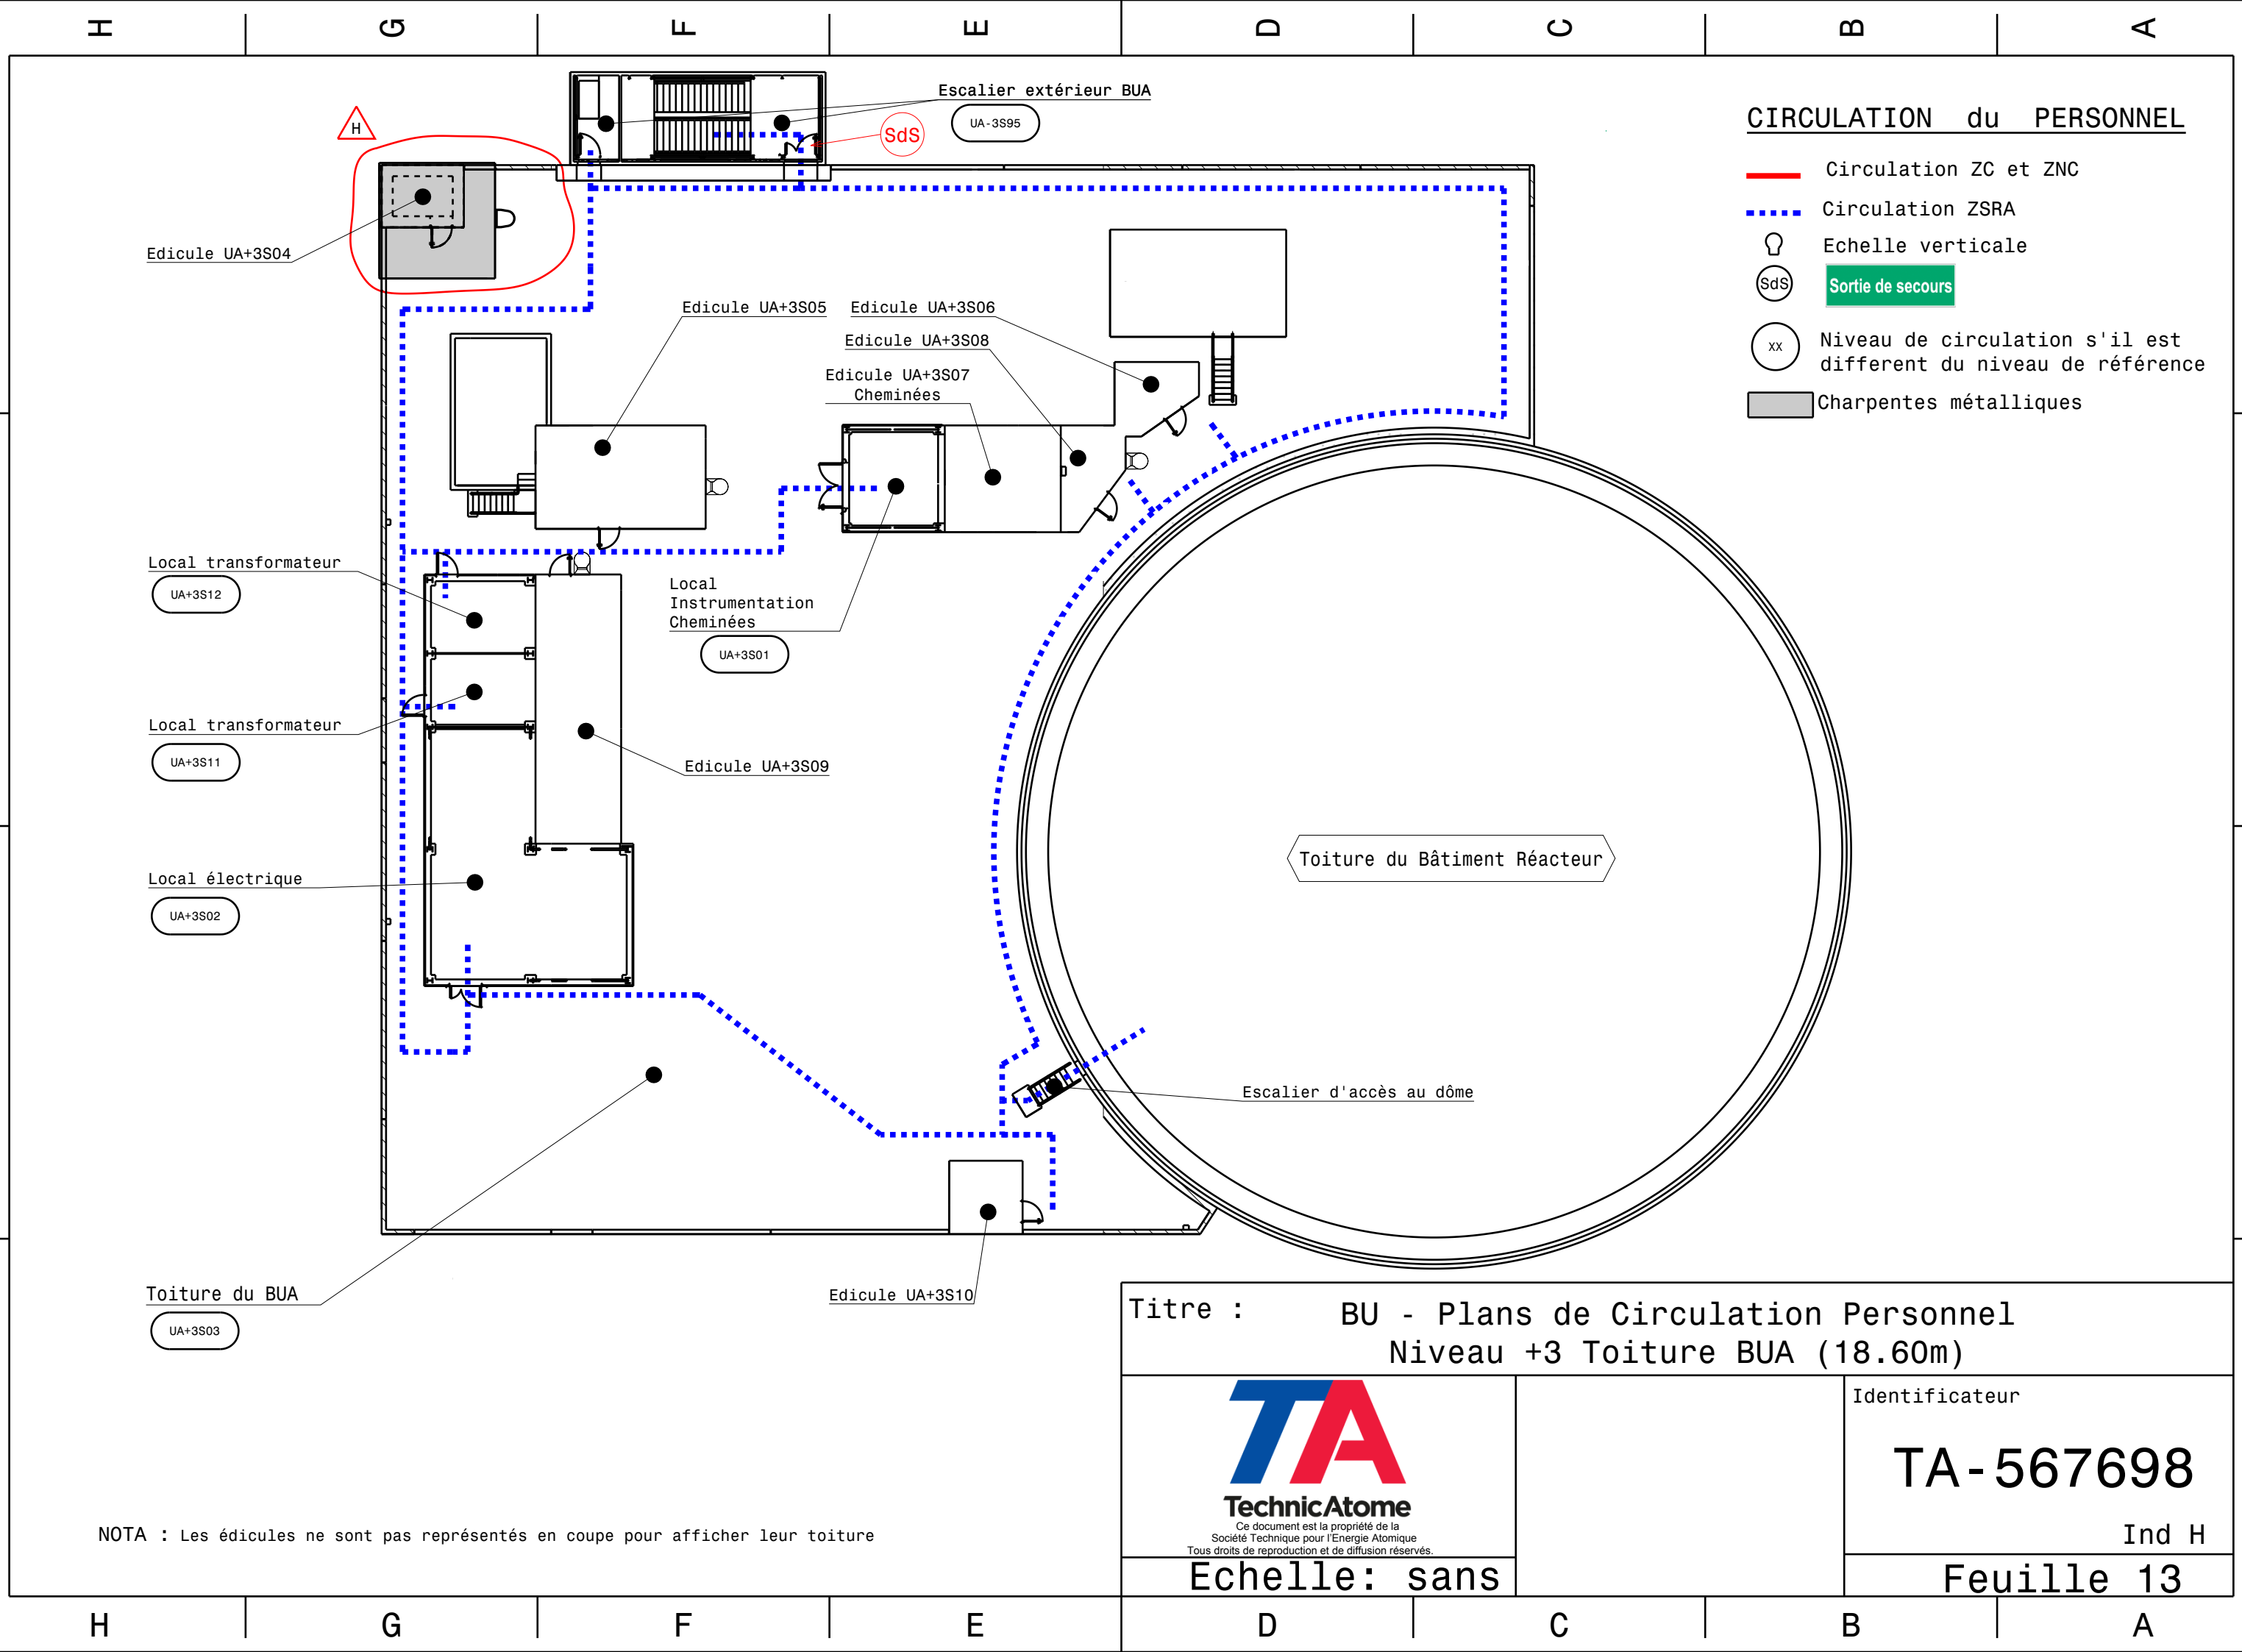 H G F E D C B A
Escalier extérieur BUA
UA-3S95
SdS
H
CIRCULATION du PERSONNEL
Circulation ZC et ZNC
Circulation ZSRA
Echelle verticale
SdS
Sortie de secours
XX
Niveau de circulation s'il est
different du niveau de référence
Charpentes métalliques
Edicule UA+3S04
Edicule UA+3S05
Edicule UA+3S06
Edicule UA+3S08
Edicule UA+3S07
Cheminées
Local transformateur
UA+3S12
Local
Instrumentation
Cheminées
UA+3S01
Local transformateur
UA+3S11
Edicule UA+3S09
Local électrique
UA+3S02
Toiture du Bâtiment Réacteur
Escalier d'accès au dôme
Toiture du BUA
UA+3S03
Edicule UA+3S10
Titre :
BU - Plans de Circulation Personnel
Niveau +3 Toiture BUA (18.60m)
TA
TechnicAtome
Ce document est la propriété de la
Société Technique pour l'Energie Atomique
Tous droits de reproduction et de diffusion réservés.
Echelle: sans
Identificateur
TA-567698
Ind H
Feuille 13
NOTA : Les édicules ne sont pas représentés en coupe pour afficher leur toiture
H G F E D C B A